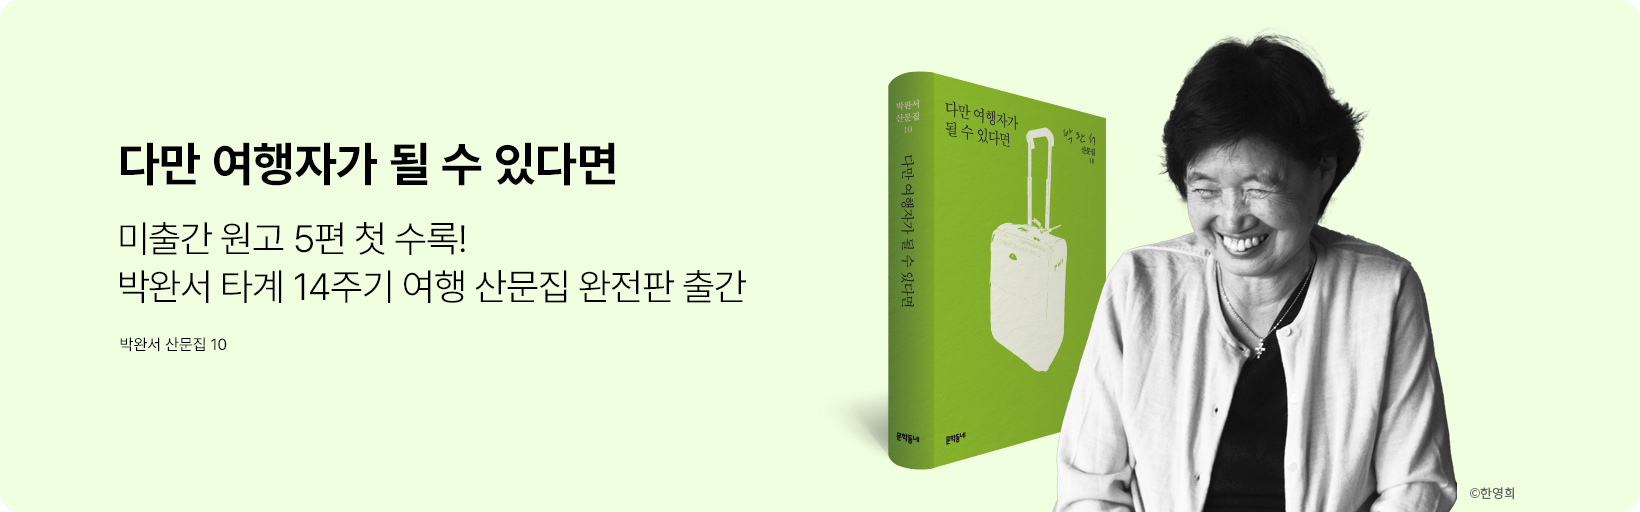 다만 여행자가 될 수 있다면
미출간 원고 5편 첫 수록!
박완서 타계 14주기 여행 산문집 완전판 출간
박완서 산문집 10
박완서
산문집
10
다만 여행자가 될 수 있다면
문학동네
다만 여행자가
될 수 있다면
박완서
산문집
10
문학동네
©한영희